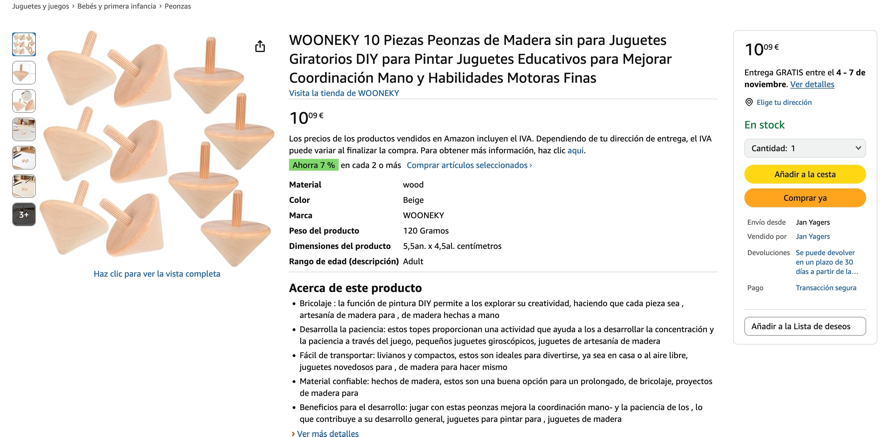 Juguetes y juegos › Bebés y primera infancia › Peonzas
3+
Haz clic para ver la vista completa
WOONEKY 10 Piezas Peonzas de Madera sin para Juguetes
Giratorios DIY para Pintar Juguetes Educativos para Mejorar
Coordinación Mano y Habilidades Motoras Finas
Visita la tienda de WOONEKY
10,09 €
Los precios de los productos vendidos en Amazon incluyen el IVA. Dependiendo de tu dirección de entrega, el IVA
puede variar al finalizar la compra. Para obtener más información, haz clic aquí.
Ahorra 7 % en cada 2 o más Comprar artículos seleccionados ›
Material wood
Color Beige
Marca WOONEKY
Peso del producto 120 Gramos
Dimensiones del producto 5,5an. x 4,5al. centímetros
Rango de edad (descripción) Adult
Acerca de este producto
• Bricolaje : la función de pintura DIY permite a los explorar su creatividad, haciendo que cada pieza sea ,
artesanía de madera para , de madera hechas a mano
• Desarrolla la paciencia: estos topes proporcionan una actividad que ayuda a los a desarrollar la concentración y
la paciencia a través del juego, pequeños juguetes giroscópicos, juguetes de artesanía de madera
• Fácil de transportar: livianos y compactos, estos son ideales para divertirse, ya sea en casa o al aire libre,
juguetes novedosos para , de madera para hacer mismo
• Material confiable: hechos de madera, estos son una buena opción para un prolongado, de bricolaje, proyectos
de madera para
• Beneficios para el desarrollo: jugar con estas peonzas mejora la coordinación mano- y la paciencia de los , lo
que contribuye a su desarrollo general, juguetes para pintar para , juguetes de madera
› Ver más detalles
10,09 €
Entrega GRATIS entre el 4 - 7 de
noviembre. Ver detalles
Elige tu dirección
En stock
Cantidad: 1
Añadir a la cesta
Comprar ya
Envío desde Jan Yagers
Vendido por Jan Yagers
Devoluciones Se puede devolver
en un plazo de 30
días a partir de la...
Pago Transacción segura
Añadir a la Lista de deseos